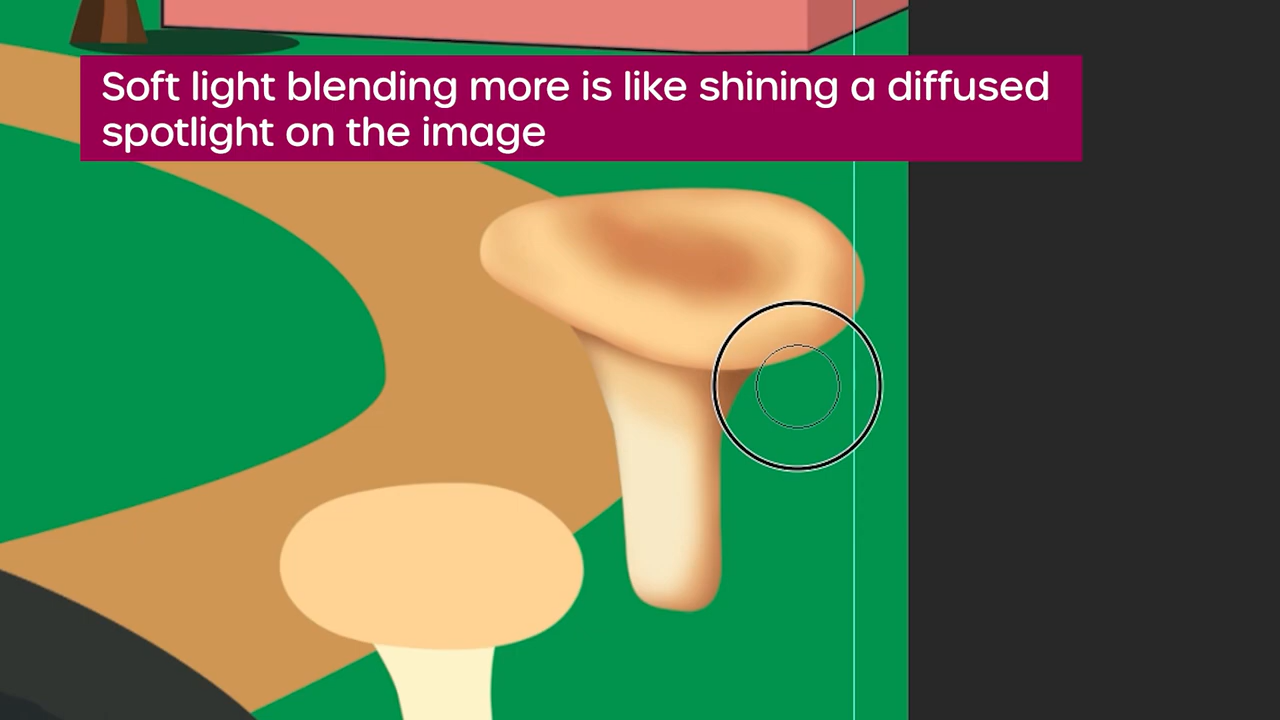 Soft light blending more is like shining a diffused
spotlight on the image